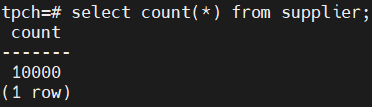 tpch=# select count(*) from supplier;
 count
-------
 10000
(1 row)